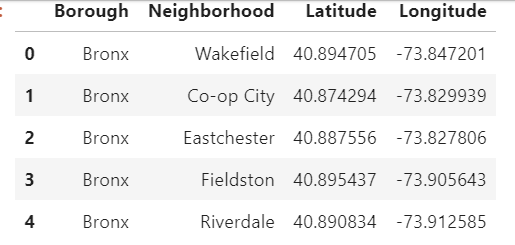 Borough Neighborhood Latitude Longitude
0 Bronx Wakefield 40.894705 -73.847201
1 Bronx Co-op City 40.874294 -73.829939
2 Bronx Eastchester 40.887556 -73.827806
3 Bronx Fieldston 40.895437 -73.905643
4 Bronx Riverdale 40.890834 -73.912585